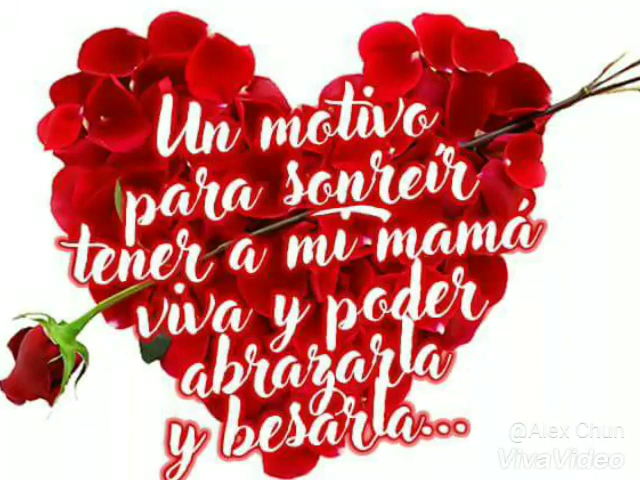 Un motivo
para sonreír
tener a mi mamá
viva y poder
abrazarla
y besarla...
@Alex Chun
VivaVideo